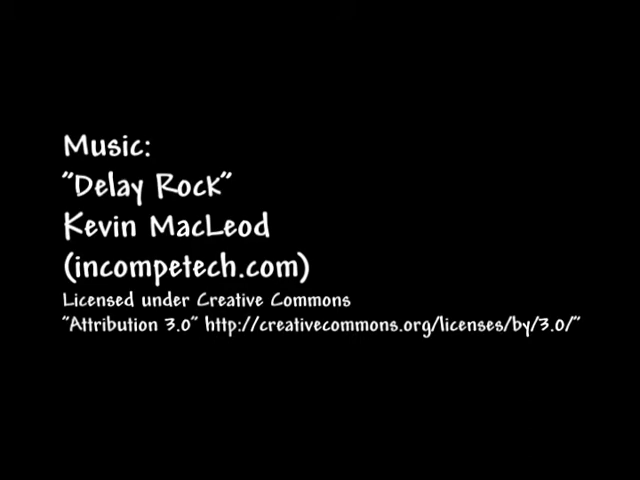 Music:
"Delay Rock"
Kevin MacLeod
(incompetech.com)
Licensed under Creative Commons
"Attribution 3.0" http://creativecommons.org/licenses/by/3.0/"